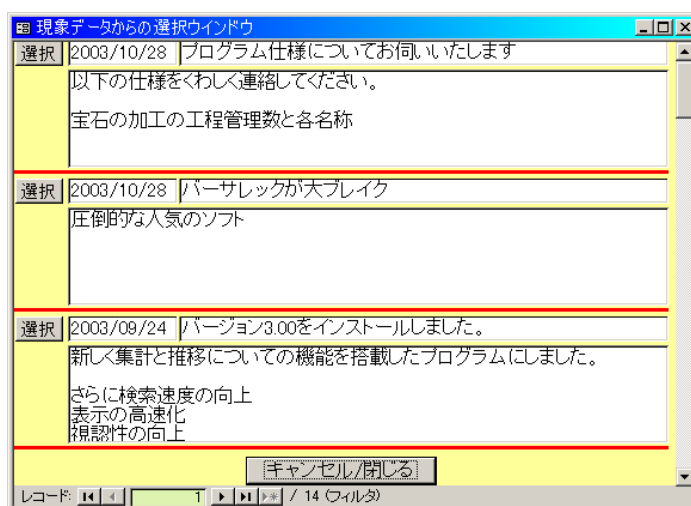 現象データからの選択ウインドウ
選択 2003/10/28 プログラム仕様についてお伺いいたします
以下の仕様をくわしく連絡してください。
宝石の加工の工程管理数と各名称
選択 2003/10/28 バーサレックが大ブレイク
圧倒的な人気のソフト
選択 2003/09/24 バージョン3.00をインストールしました。
新しく集計と推移についての機能を搭載したプログラムにしました。
さらに検索速度の向上
表示の高速化
視認性の向上
キャンセル/閉じる
レコード: 1 / 14 (フィルタ)